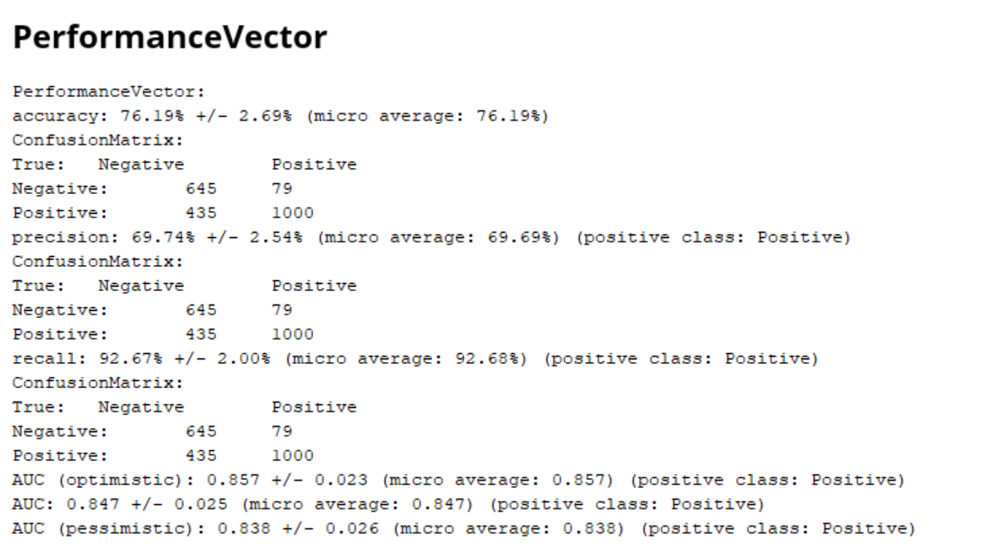 PerformanceVector
PerformanceVector:
accuracy: 76.19% +/- 2.69% (micro average: 76.19%)
ConfusionMatrix:
True:   Negative        Positive
Negative:       645     79
Positive:       435     1000
precision: 69.74% +/- 2.54% (micro average: 69.69%) (positive class: Positive)
ConfusionMatrix:
True:   Negative        Positive
Negative:       645     79
Positive:       435     1000
recall: 92.67% +/- 2.00% (micro average: 92.68%) (positive class: Positive)
ConfusionMatrix:
True:   Negative        Positive
Negative:       645     79
Positive:       435     1000
AUC (optimistic): 0.857 +/- 0.023 (micro average: 0.857) (positive class: Positive)
AUC: 0.847 +/- 0.025 (micro average: 0.847) (positive class: Positive)
AUC (pessimistic): 0.838 +/- 0.026 (micro average: 0.838) (positive class: Positive)